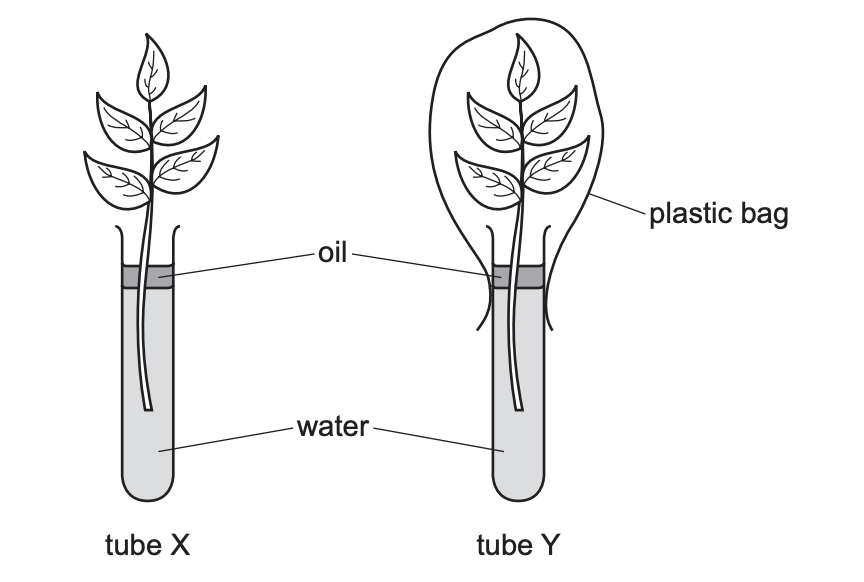 plastic bag
oil
water
tube X
tube Y